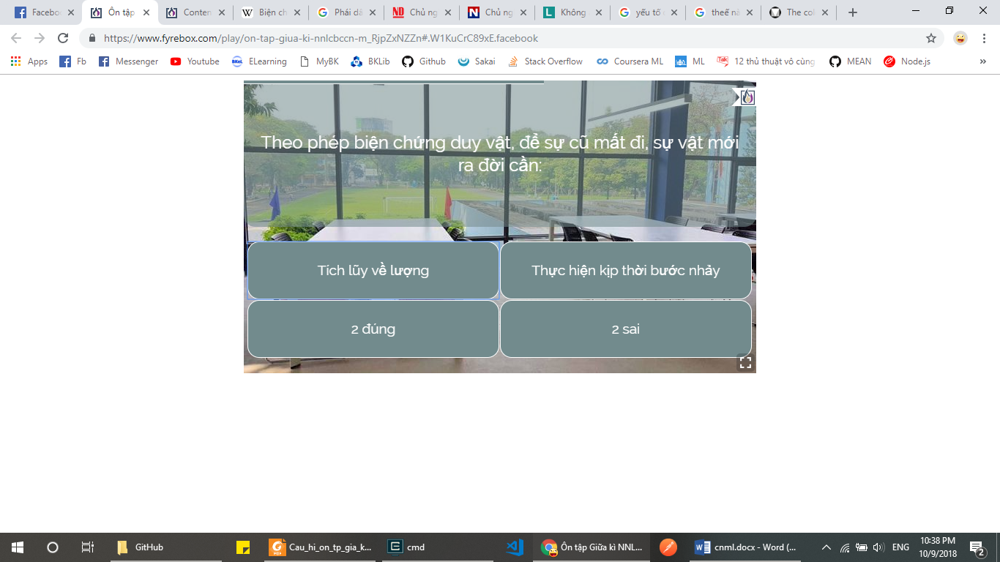 Facebo
Ôn tập
Conten
Biện ch
Phái dâ
Chủ ng
Chủ ng
Không
yếu tố
theế nà
The col
https://www.fyrebox.com/play/on-tap-giua-ki-nnlcbccn-m_RjpZxNZZn#.W1KuCrC89xE.facebook
Apps
Fb
Messenger
Youtube
ELearning
MyBK
BKLib
Github
Sakai
Stack Overflow
Coursera ML
ML
12 thủ thuật vô cùng
MEAN
Node.js
Theo phép biện chứng duy vật, để sự cũ mất đi, sự vật mới
ra đời cần:
Tích lũy về lượng
Thực hiện kịp thời bước nhảy
2 đúng
2 sai
GitHub
Cau_hi_on_tp_gia_k...
cmd
Ôn tập Giữa kì NNL...
cnml.docx - Word (...
ENG
10:38 PM
10/9/2018
2